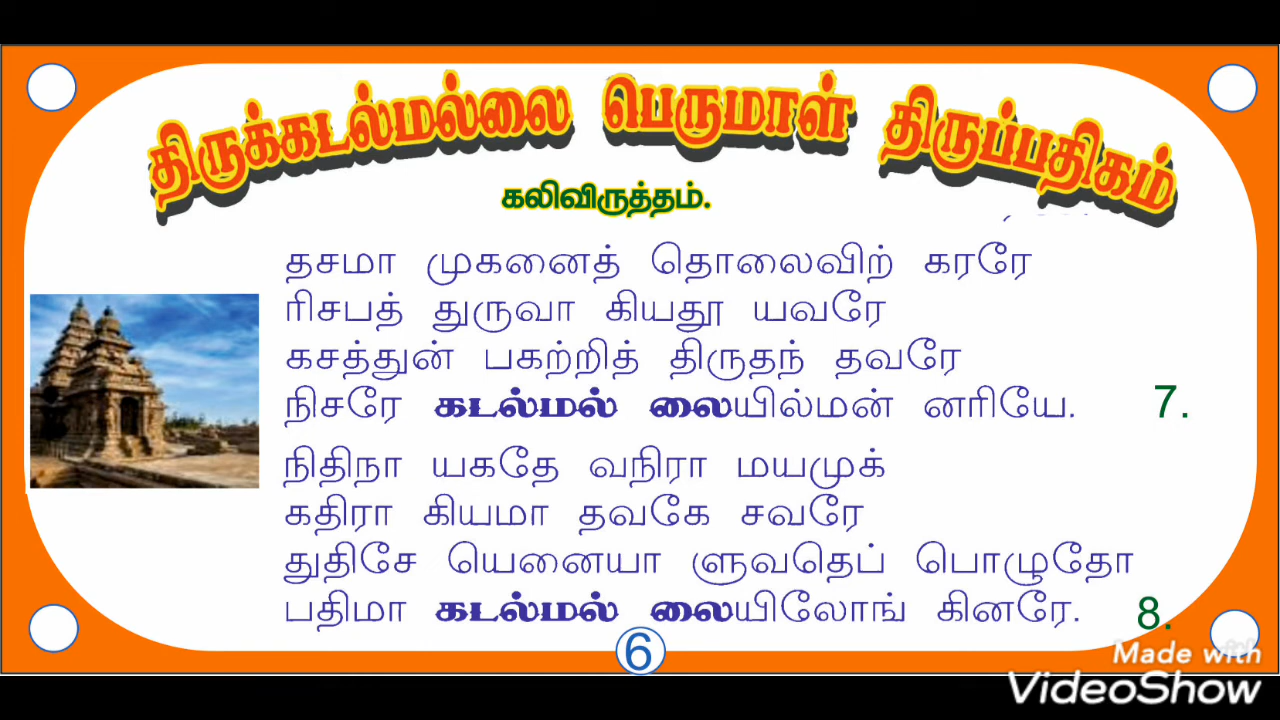 திருக்கடல்மல்லை பெருமாள் திருப்பதிகம்
கலிவிருத்தம்.
தசமா முகனைத் தொலைவிற் கரரே
ரிசபத் துருவா கியதூ யவரே
கசத்துன் பகற்றித் திருதந் தவரே
நிசரே கடல்மல் லையில்மன் னரியே. 7.
நிதிநா யகதே வநிரா மயமுக்
கதிரா கியமா தவகே சவரே
துதிசே யெனையா ளுவதெப் பொழுதோ
பதிமா கடல்மல் லையிலோங் கினரே. 8.
6
Made with
VideoShow